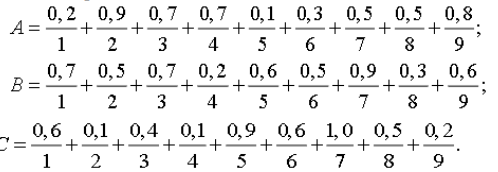 A = 0,2/1 + 0,9/2 + 0,7/3 + 0,7/4 + 0,1/5 + 0,3/6 + 0,5/7 + 0,5/8 + 0,8/9;
B = 0,7/1 + 0,5/2 + 0,7/3 + 0,2/4 + 0,6/5 + 0,5/6 + 0,9/7 + 0,3/8 + 0,6/9;
C = 0,6/1 + 0,1/2 + 0,4/3 + 0,1/4 + 0,9/5 + 0,6/6 + 1,0/7 + 0,5/8 + 0,2/9.